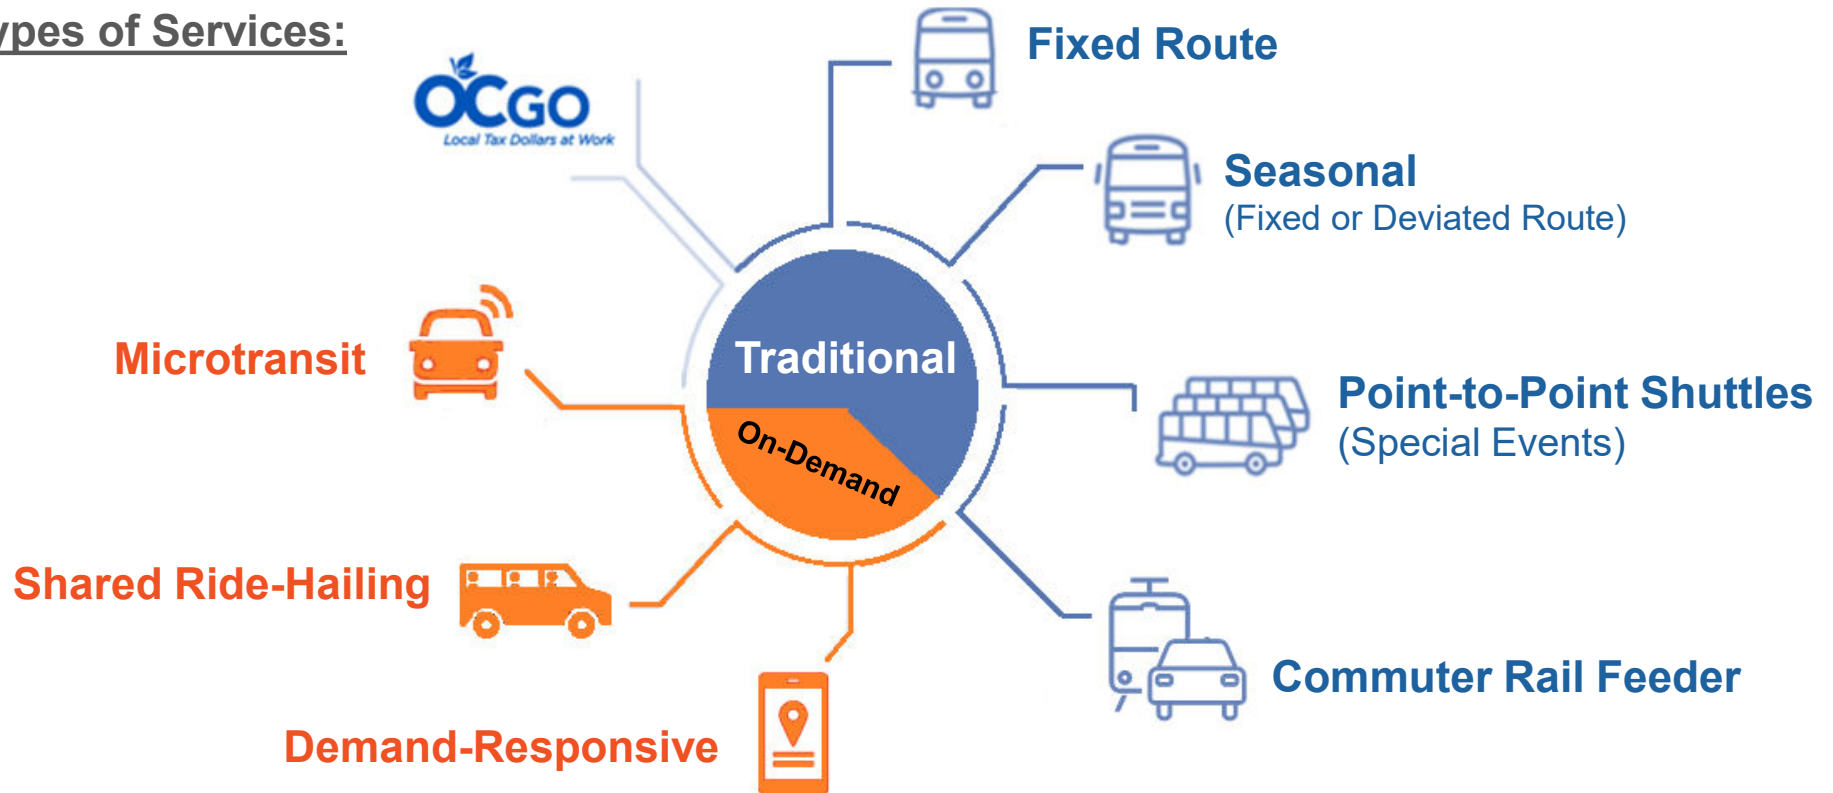 ypes of Services:
OCGO
Local Tax Dollars at Work
Fixed Route
Seasonal
(Fixed or Deviated Route)
Traditional
Microtransit
Point-to-Point Shuttles
(Special Events)
On-Demand
Shared Ride-Hailing
Commuter Rail Feeder
Demand-Responsive